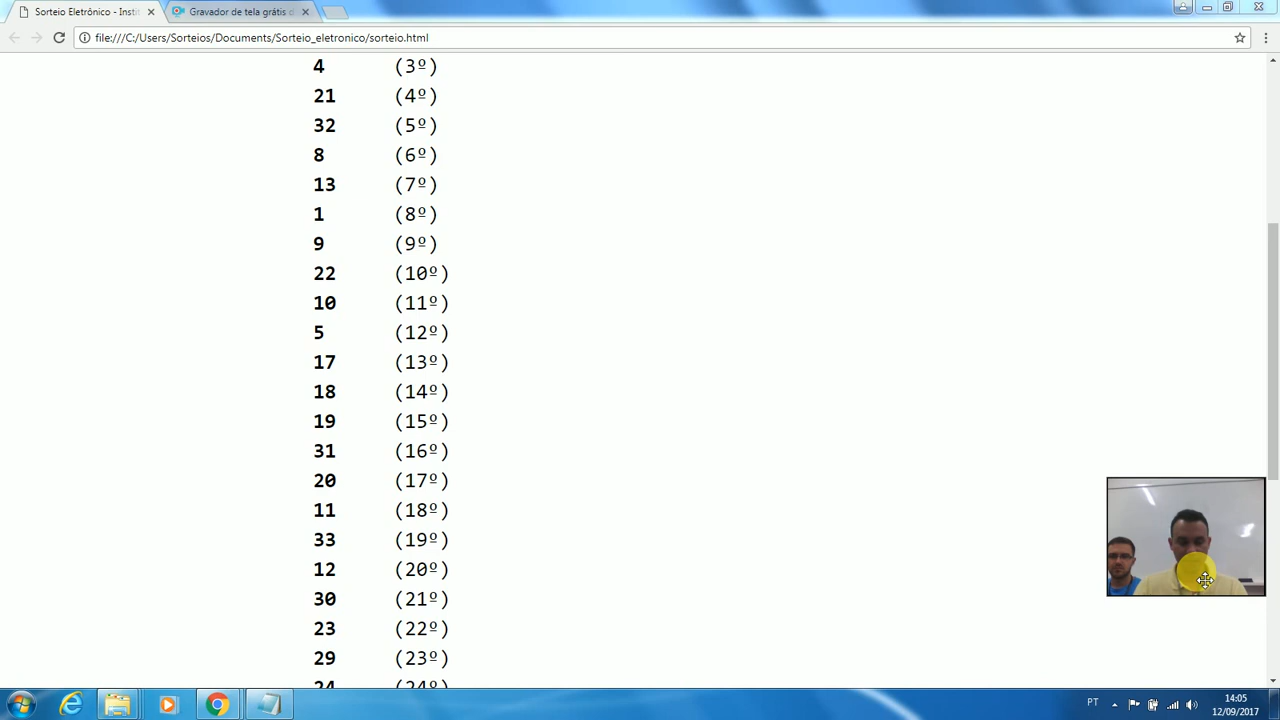 Sorteio Eletrônico - Instit
Gravador de tela grátis d
file:///C:/Users/Sorteios/Documents/Sorteio_eletronico/sorteio.html
4 (3º)
21 (4º)
32 (5º)
8 (6º)
13 (7º)
1 (8º)
9 (9º)
22 (10º)
10 (11º)
5 (12º)
17 (13º)
18 (14º)
19 (15º)
31 (16º)
20 (17º)
11 (18º)
33 (19º)
12 (20º)
30 (21º)
23 (22º)
29 (23º)
24 (24º)
PT
14:05
12/09/2017